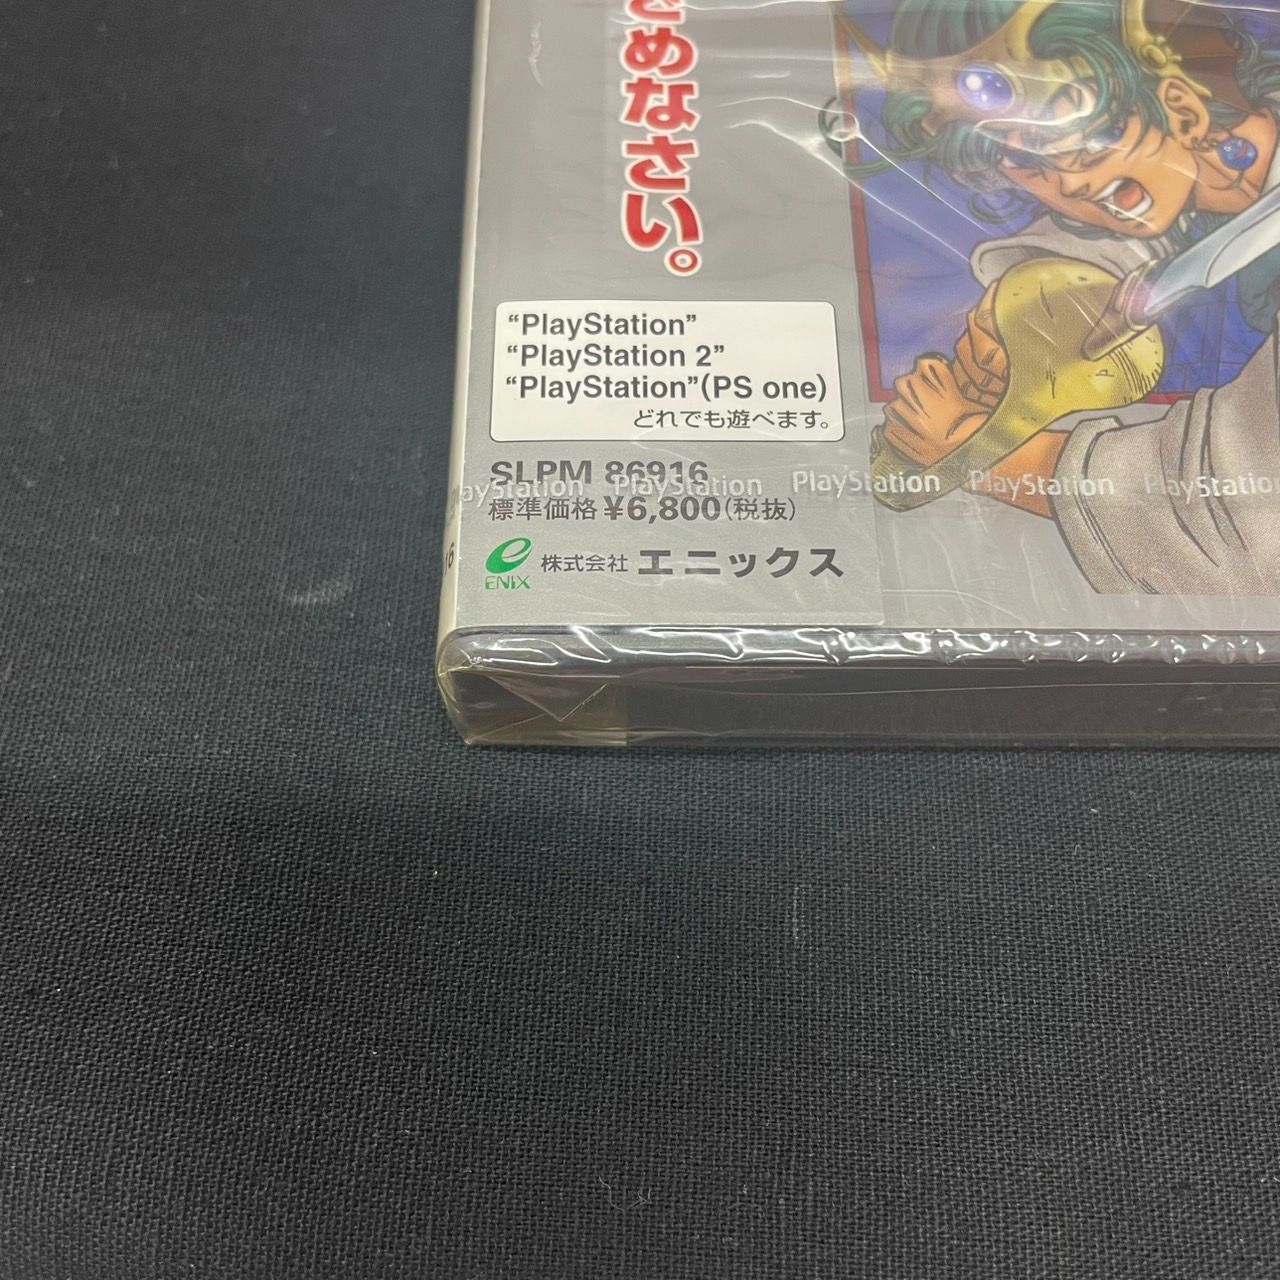 めなさい。
“PlayStation”
“PlayStation 2”
“PlayStation”(PS one)
どれでも遊べます。
SLPM 86916
ayStation PlayStation PlayStation PlayStation PlayStation
標準価格 ¥6,800(税抜)
ENIX 株式会社 エニックス